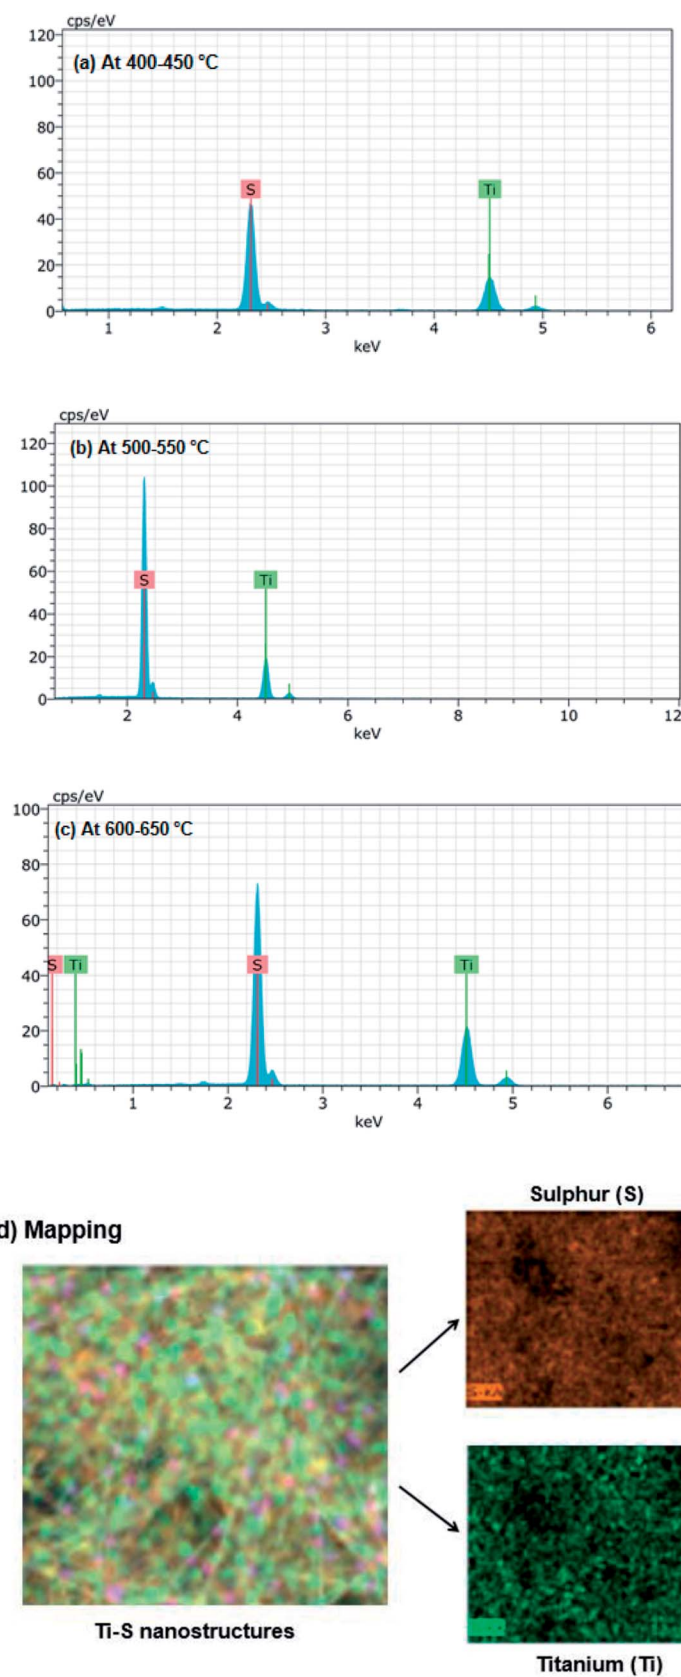 cps/eV
120
(a) At 400-450 °C
100
80
60
S
Ti
40
20
0
1 2 3 4 5 6
keV
cps/eV
120
(b) At 500-550 °C
100
80
60
S
Ti
40
20
0
2 4 6 8 10 12
keV
cps/eV
100
(c) At 600-650 °C
80
60
S Ti S Ti
40
20
0
1 2 3 4 5 6
keV
Sulphur (S)
d) Mapping
Ti-S nanostructures
Titanium (Ti)